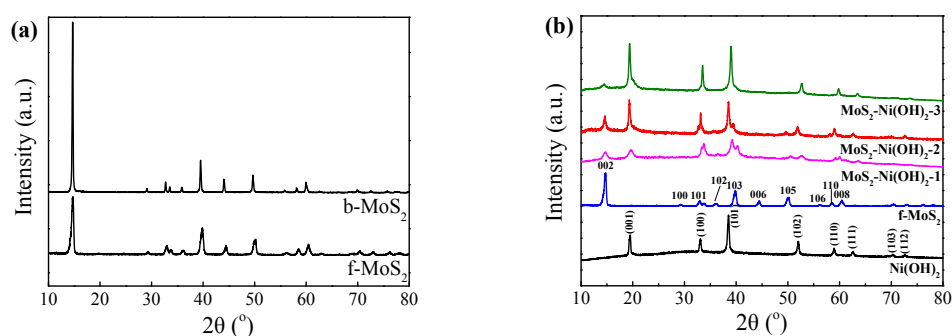 (a)
Intensity (a.u.)
b-MoS₂
f-MoS₂
10 20 30 40 50 60 70 80
2θ (°)
(b)
Intensity (a.u.)
MoS₂-Ni(OH)₂-3
MoS₂-Ni(OH)₂-2
MoS₂-Ni(OH)₂-1
002 100 101 102 103 006 105 106 110 008
f-MoS₂
(001) (100) (101) (102) (110) (111) (103) (112)
Ni(OH)₂
10 20 30 40 50 60 70 80
2θ (°)